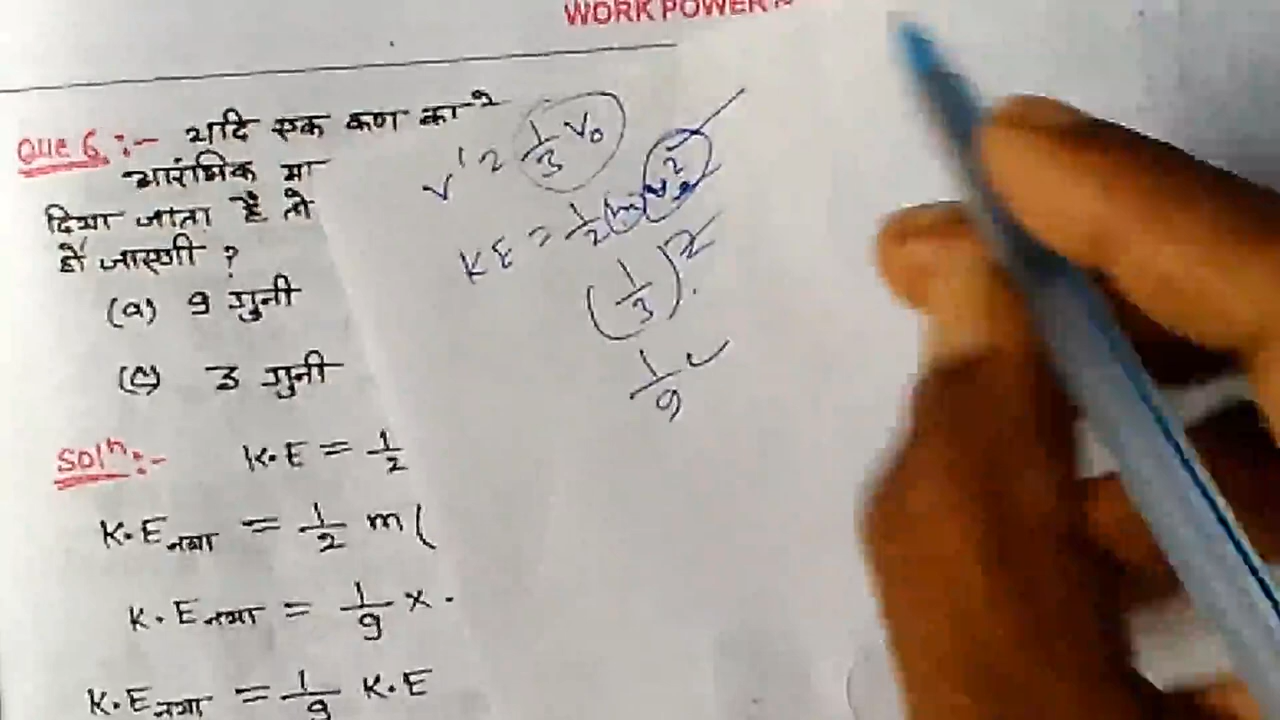 WORK POWER
Que 6 :- यदि एक कण का वे
आरंभिक मा
दिया जाता है तो
हो जाएगी ?
(a) 9 गुनी
(c) 3 गुनी
Solⁿ:- K.E = 1/2
K.E नया = 1/2 m(
K.E नया = 1/9 x
K.E नया = 1/9 K.E
v' = 1/3 v₀
KE = 1/2 m v²
(1/3)²
1/9